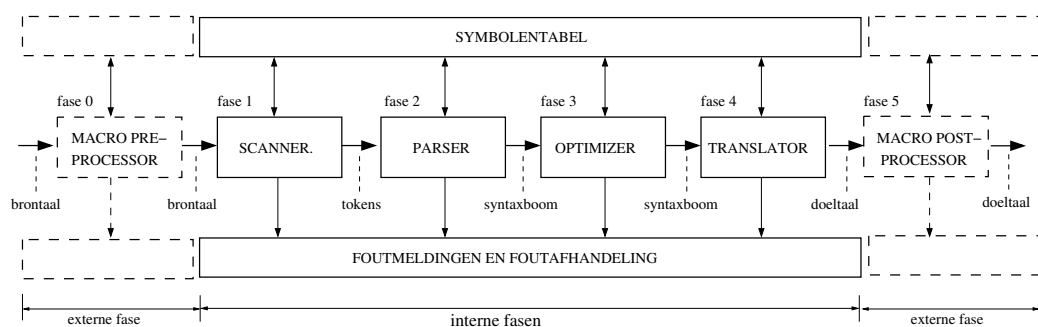 SYMBOLENTABEL
fase 0
fase 1
fase 2
fase 3
fase 4
fase 5
MACRO PRE–
PROCESSOR
SCANNER.
PARSER
OPTIMIZER
TRANSLATOR
MACRO POST–
PROCESSOR
brontaal
brontaal
tokens
syntaxboom
syntaxboom
doeltaal
doeltaal
FOUTMELDINGEN EN FOUTAFHANDELING
externe fase
interne fasen
externe fase